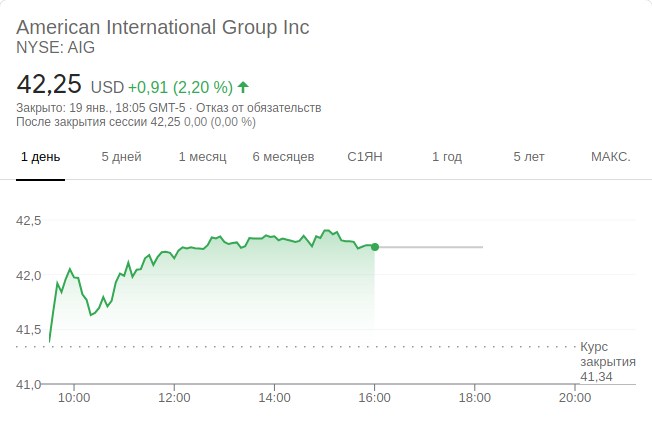 American International Group Inc
NYSE: AIG
42,25 USD +0,91 (2,20 %)
Закрыто: 19 янв., 18:05 GMT-5 · Отказ от обязательств
После закрытия сессии 42,25 0,00 (0,00 %)
1 день 5 дней 1 месяц 6 месяцев С1ЯН 1 год 5 лет МАКС.
42,5
42,0
41,5
Курс
закрытия
41,34
41,0
10:00 12:00 14:00 16:00 18:00 20:00